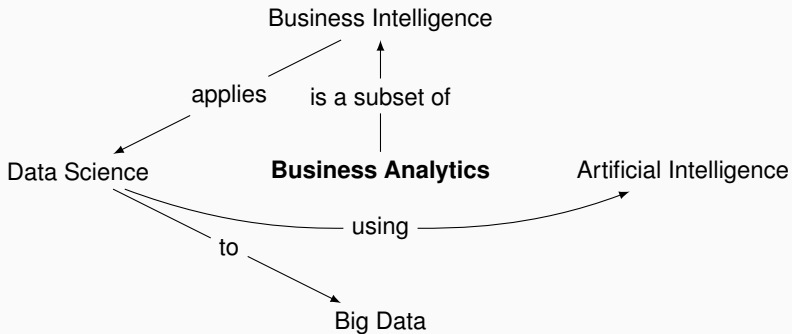 Business Intelligence
applies
is a subset of
Data Science
Business Analytics
Artificial Intelligence
using
to
Big Data